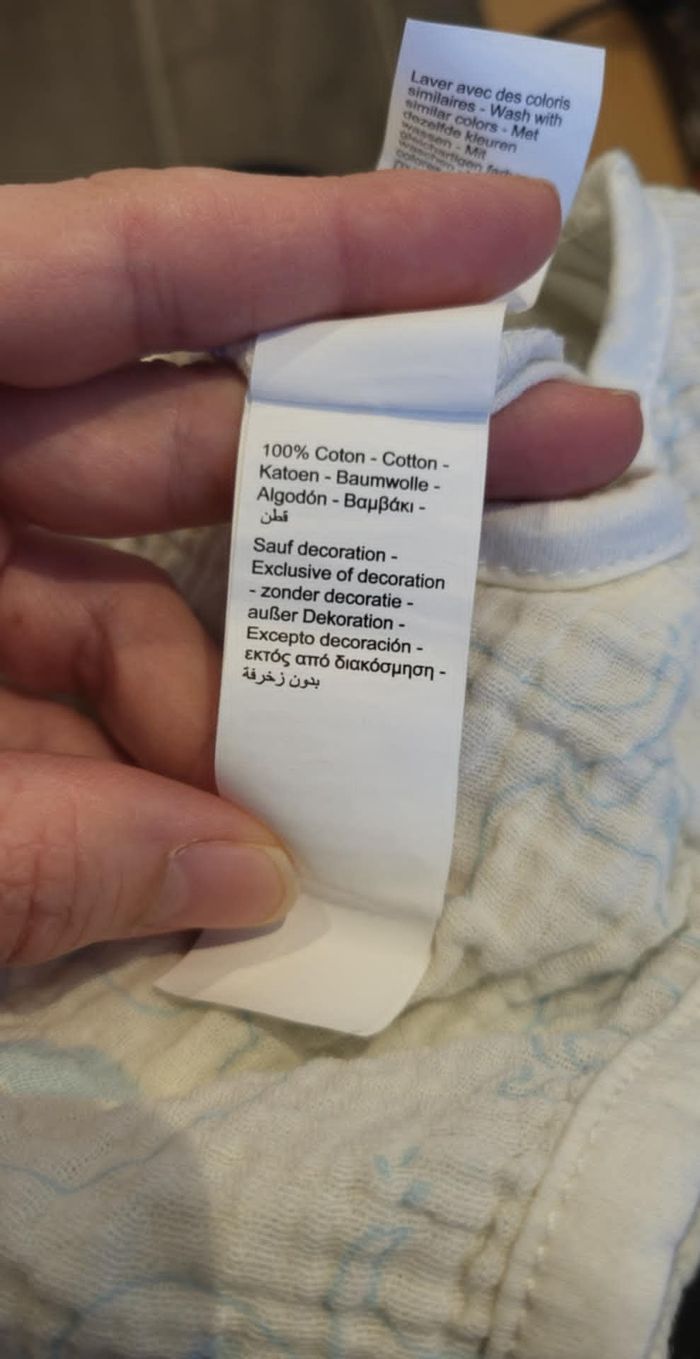 Laver avec des coloris
similaires - Wash with
similar colors - Met
dezelfde kleuren
wassen - Mit
gleichartigen
100% Coton - Cotton -
Katoen - Baumwolle -
Algodón - Βαμβάκι -
قطن
Sauf decoration -
Exclusive of decoration
- zonder decoratie -
außer Dekoration -
Excepto decoración -
εκτός από διακόσμηση -
بدون زخرفة